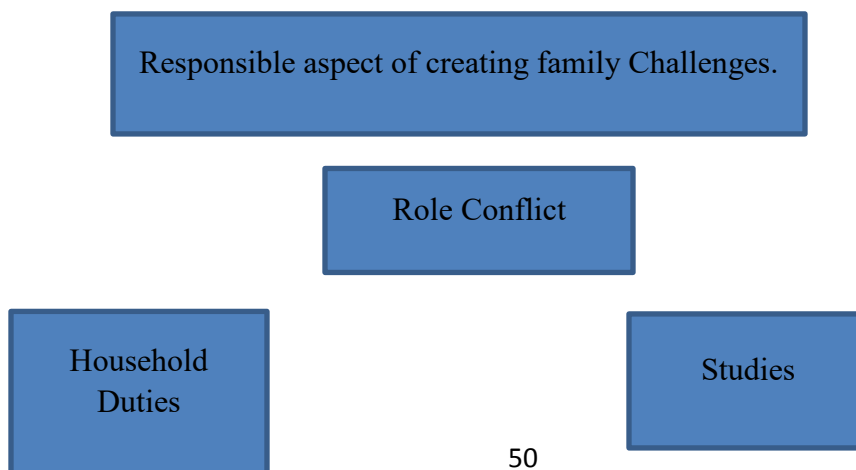 Responsible aspect of creating family Challenges.
Role Conflict
Household
Duties
Studies
50